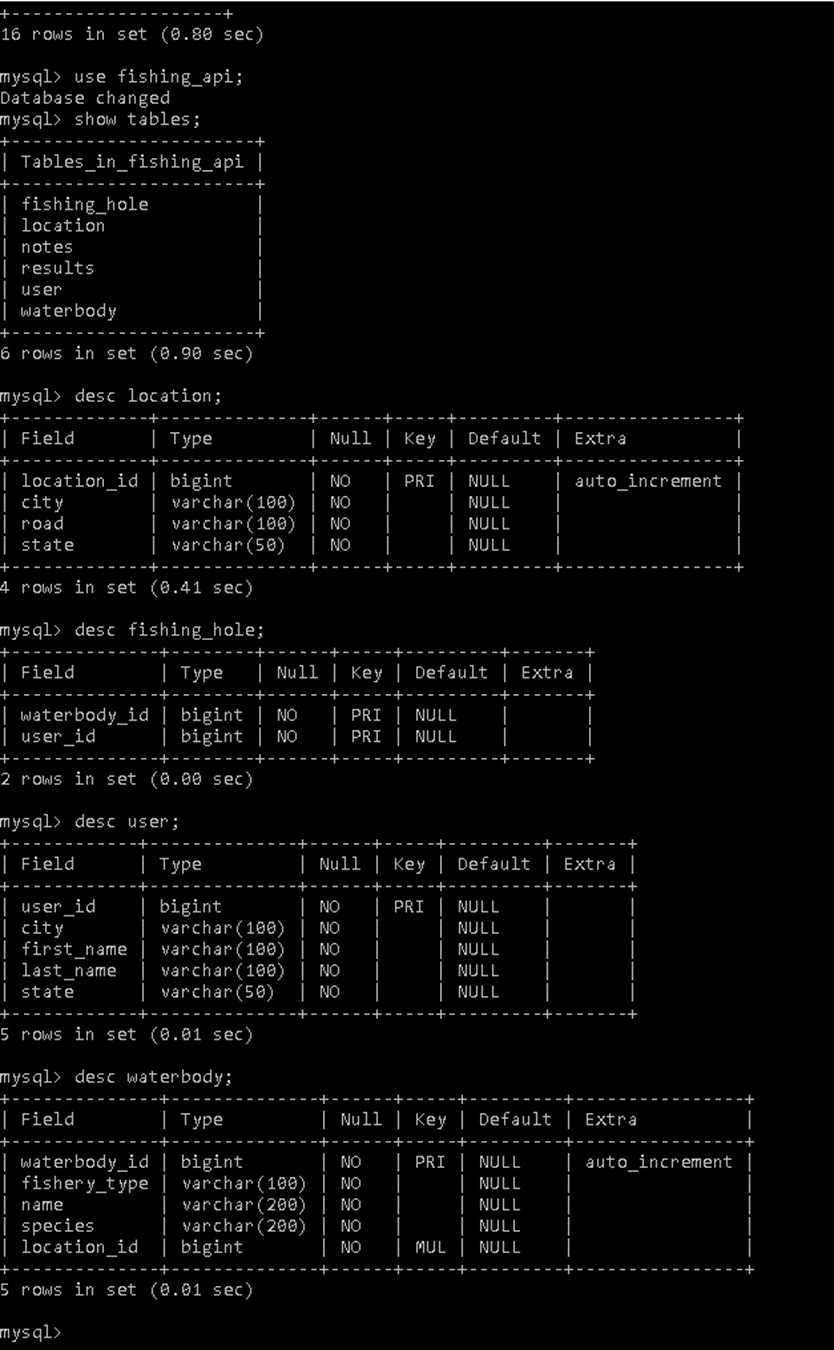 +--------------------+
16 rows in set (0.80 sec)
mysql> use fishing_api;
Database changed
mysql> show tables;
+-----------------------+
| Tables_in_fishing_api |
+-----------------------+
| fishing_hole          |
| location              |
| notes                 |
| results               |
| user                  |
| waterbody             |
+-----------------------+
6 rows in set (0.90 sec)
mysql> desc location;
+-------------+--------------+------+-----+---------+----------------+
| Field       | Type         | Null | Key | Default | Extra          |
+-------------+--------------+------+-----+---------+----------------+
| location_id | bigint       | NO   | PRI | NULL    | auto_increment |
| city        | varchar(100) | NO   |     | NULL    |                |
| road        | varchar(100) | NO   |     | NULL    |                |
| state       | varchar(50)  | NO   |     | NULL    |                |
+-------------+--------------+------+-----+---------+----------------+
4 rows in set (0.41 sec)
mysql> desc fishing_hole;
+--------------+--------+------+-----+---------+-------+
| Field        | Type   | Null | Key | Default | Extra |
+--------------+--------+------+-----+---------+-------+
| waterbody_id | bigint | NO   | PRI | NULL    |       |
| user_id      | bigint | NO   | PRI | NULL    |       |
+--------------+--------+------+-----+---------+-------+
2 rows in set (0.00 sec)
mysql> desc user;
+------------+--------------+------+-----+---------+-------+
| Field      | Type         | Null | Key | Default | Extra |
+------------+--------------+------+-----+---------+-------+
| user_id    | bigint       | NO   | PRI | NULL    |       |
| city       | varchar(100) | NO   |     | NULL    |       |
| first_name | varchar(100) | NO   |     | NULL    |       |
| last_name  | varchar(100) | NO   |     | NULL    |       |
| state      | varchar(50)  | NO   |     | NULL    |       |
+------------+--------------+------+-----+---------+-------+
5 rows in set (0.01 sec)
mysql> desc waterbody;
+--------------+--------------+------+-----+---------+----------------+
| Field        | Type         | Null | Key | Default | Extra          |
+--------------+--------------+------+-----+---------+----------------+
| waterbody_id | bigint       | NO   | PRI | NULL    | auto_increment |
| fishery_type | varchar(100) | NO   |     | NULL    |                |
| name         | varchar(200) | NO   |     | NULL    |                |
| species      | varchar(200) | NO   |     | NULL    |                |
| location_id  | bigint       | NO   | MUL | NULL    |                |
+--------------+--------------+------+-----+---------+----------------+
5 rows in set (0.01 sec)
mysql>